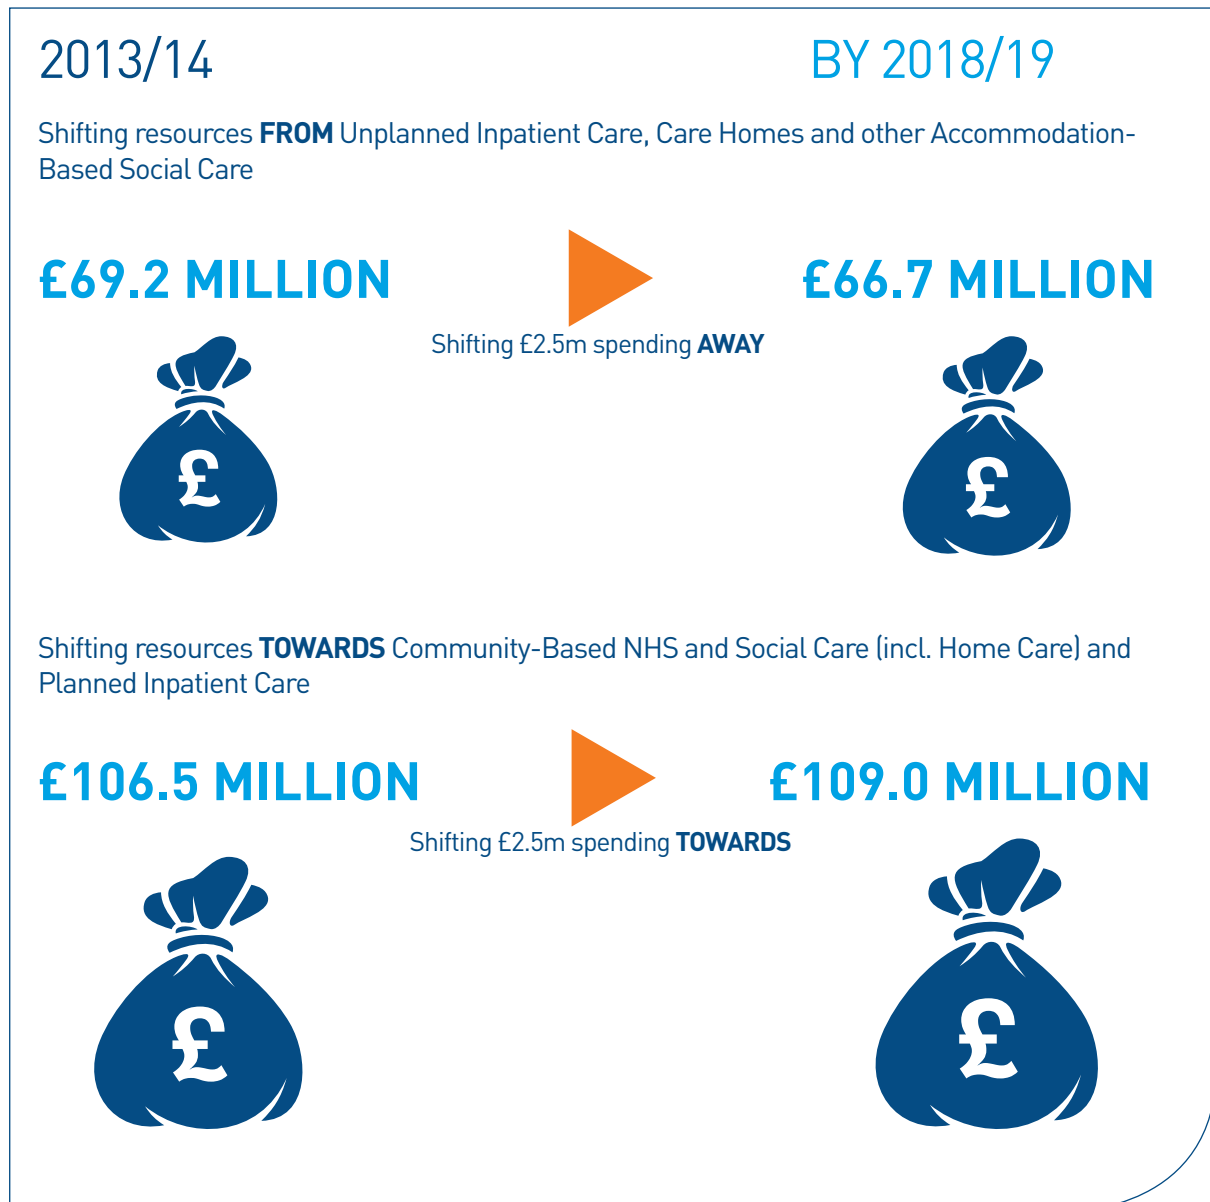 2013/14
BY 2018/19
Shifting resources FROM Unplanned Inpatient Care, Care Homes and other Accommodation-
Based Social Care
£69.2 MILLION
£66.7 MILLION
Shifting £2.5m spending AWAY
£
£
Shifting resources TOWARDS Community-Based NHS and Social Care (incl. Home Care) and
Planned Inpatient Care
£106.5 MILLION
£109.0 MILLION
Shifting £2.5m spending TOWARDS
£
£